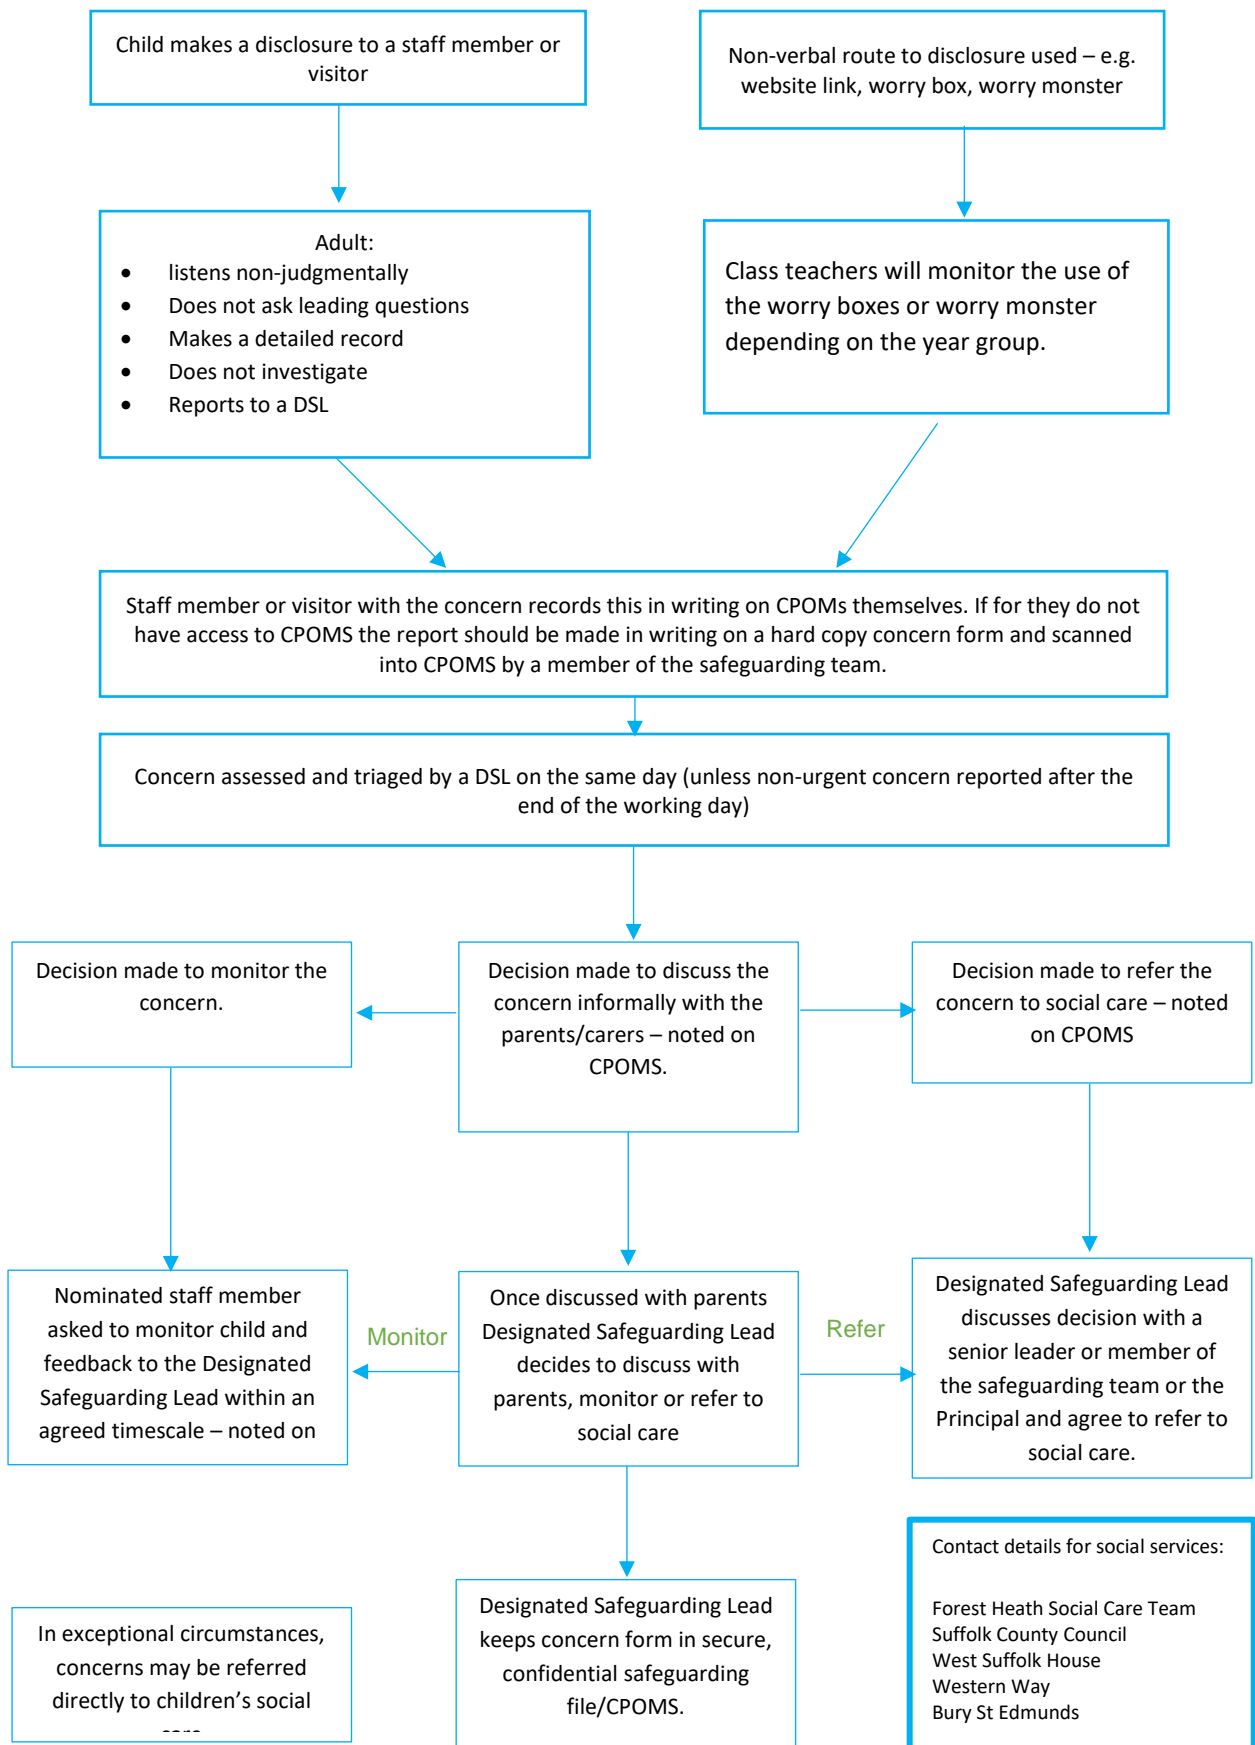 Child makes a disclosure to a staff member or
visitor
Non-verbal route to disclosure used – e.g.
website link, worry box, worry monster
Adult:
• listens non-judgmentally
• Does not ask leading questions
• Makes a detailed record
• Does not investigate
• Reports to a DSL
Class teachers will monitor the use of
the worry boxes or worry monster
depending on the year group.
Staff member or visitor with the concern records this in writing on CPOMs themselves. If for they do not
have access to CPOMS the report should be made in writing on a hard copy concern form and scanned
into CPOMS by a member of the safeguarding team.
Concern assessed and triaged by a DSL on the same day (unless non-urgent concern reported after the
end of the working day)
Decision made to monitor the
concern.
Decision made to discuss the
concern informally with the
parents/carers – noted on
CPOMS.
Decision made to refer the
concern to social care – noted
on CPOMS
Nominated staff member
asked to monitor child and
feedback to the Designated
Safeguarding Lead within an
agreed timescale – noted on
Monitor
Once discussed with parents
Designated Safeguarding Lead
decides to discuss with
parents, monitor or refer to
social care
Refer
Designated Safeguarding Lead
discusses decision with a
senior leader or member of
the safeguarding team or the
Principal and agree to refer to
social care.
In exceptional circumstances,
concerns may be referred
directly to children's social
Designated Safeguarding Lead
keeps concern form in secure,
confidential safeguarding
file/CPOMS.
Contact details for social services:
Forest Heath Social Care Team
Suffolk County Council
West Suffolk House
Western Way
Bury St Edmunds